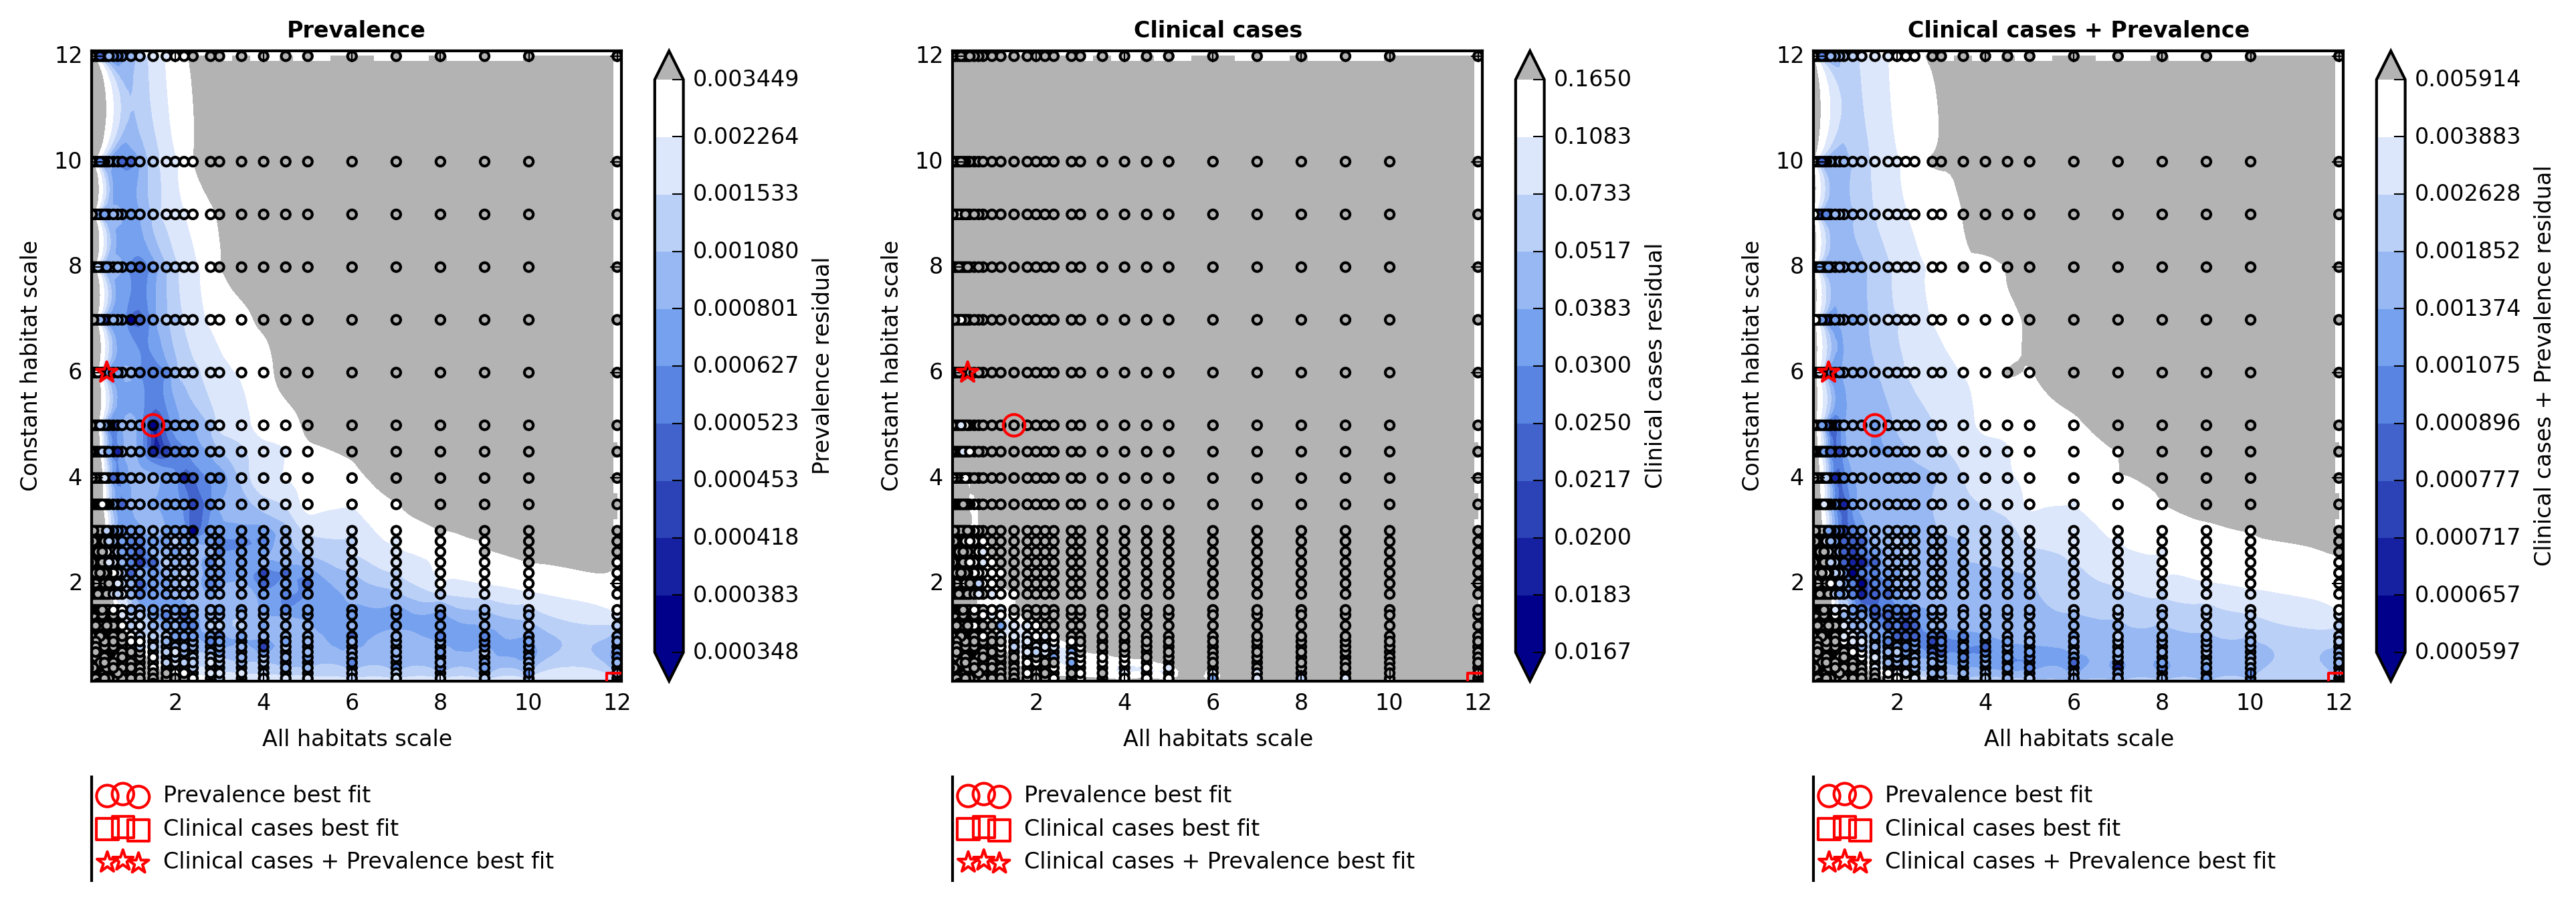 Prevalence
12
10
8
6
4
2
2 4 6 8 10 12
Constant habitat scale
All habitats scale
0.003449
0.002264
0.001533
0.001080
0.000801
0.000627
0.000523
0.000453
0.000418
0.000383
0.000348
Prevalence residual
Prevalence best fit
Clinical cases best fit
Clinical cases + Prevalence best fit
Clinical cases
12
10
8
6
4
2
2 4 6 8 10 12
Constant habitat scale
All habitats scale
0.1650
0.1083
0.0733
0.0517
0.0383
0.0300
0.0250
0.0217
0.0200
0.0183
0.0167
Clinical cases residual
Prevalence best fit
Clinical cases best fit
Clinical cases + Prevalence best fit
Clinical cases + Prevalence
12
10
8
6
4
2
2 4 6 8 10 12
Constant habitat scale
All habitats scale
0.005914
0.003883
0.002628
0.001852
0.001374
0.001075
0.000896
0.000777
0.000717
0.000657
0.000597
Clinical cases + Prevalence residual
Prevalence best fit
Clinical cases best fit
Clinical cases + Prevalence best fit